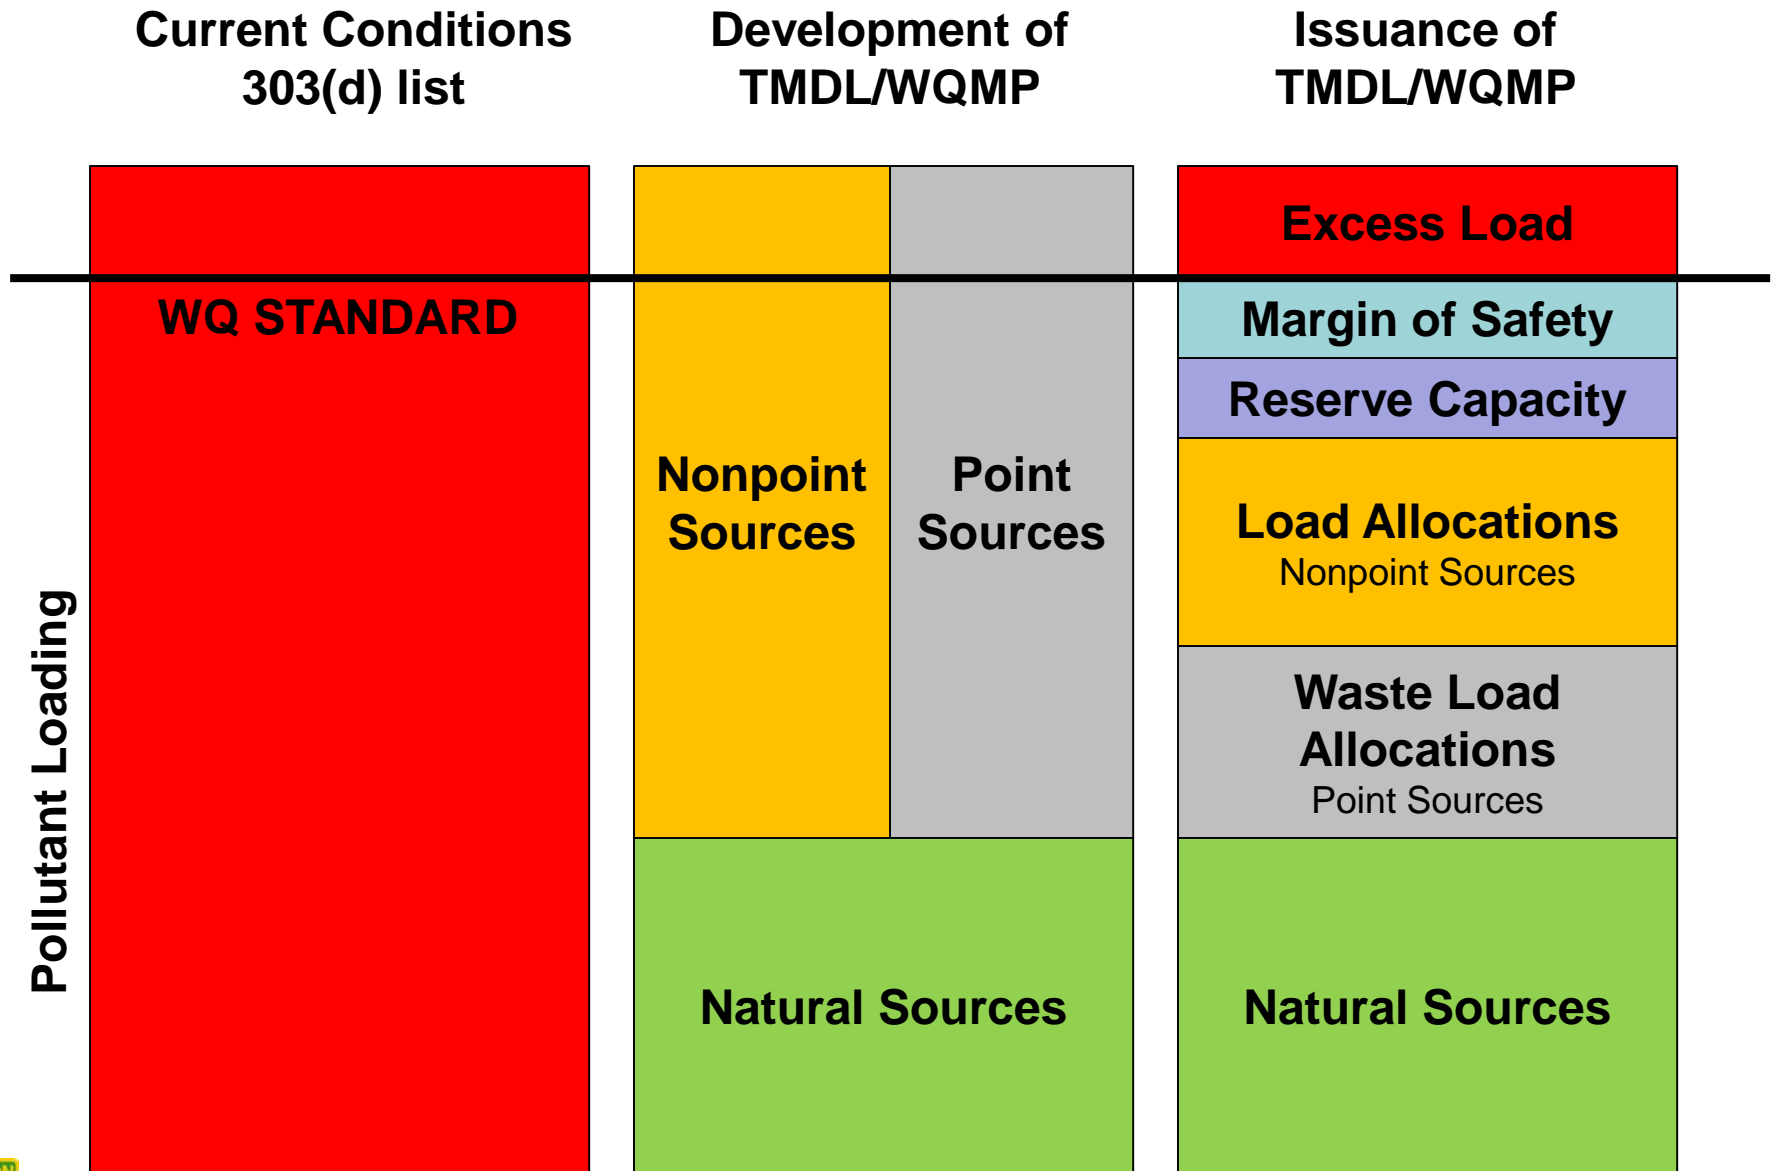 Current Conditions
303(d) list
Development of
TMDL/WQMP
Issuance of
TMDL/WQMP
Excess Load
WQ STANDARD
Margin of Safety
Reserve Capacity
Nonpoint
Sources
Point
Sources
Load Allocations
Nonpoint Sources
Waste Load
Allocations
Point Sources
Pollutant Loading
Natural Sources
Natural Sources